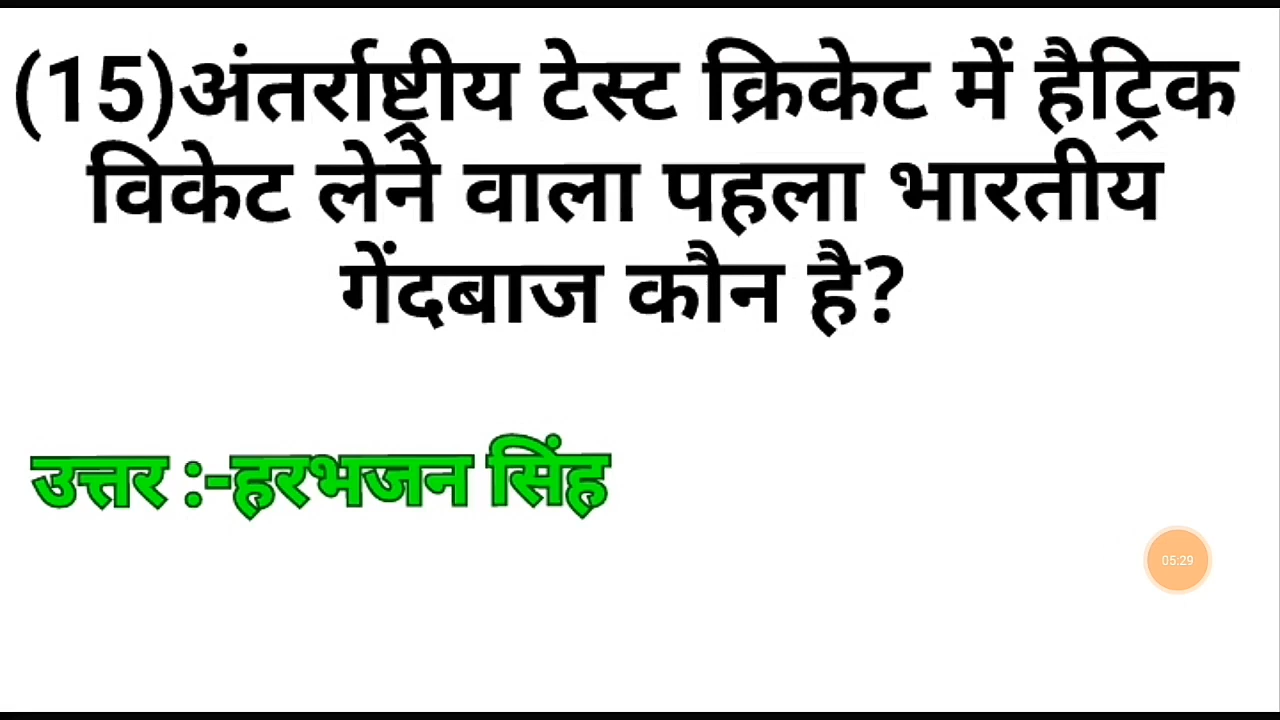 (15)अंतर्राष्ट्रीय टेस्ट क्रिकेट में हैट्रिक
विकेट लेने वाला पहला भारतीय
गेंदबाज कौन है?
उत्तर :-हरभजन सिंह
05:29